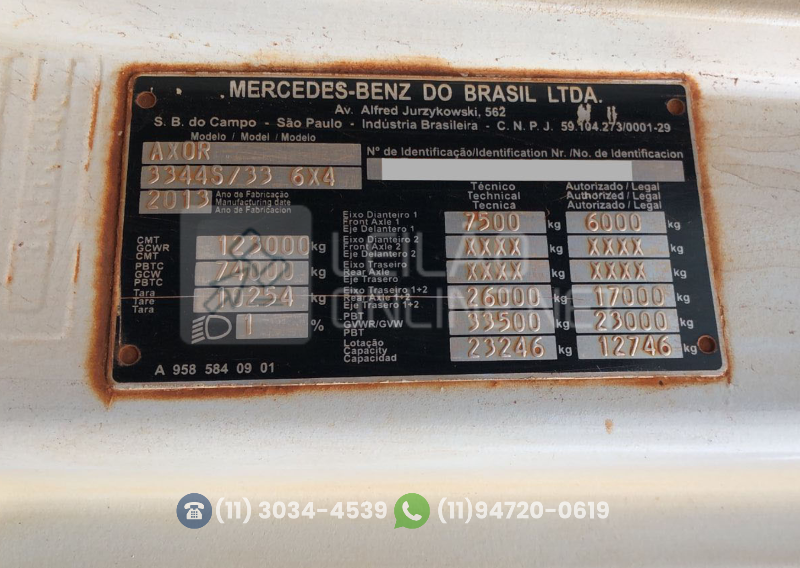 MERCEDES-BENZ DO BRASIL LTDA.
Av. Alfred Jurzykowski, 562
S. B. do Campo - São Paulo - Indústria Brasileira - C. N. P. J. 59.104.273/0001-29
Modelo / Model / Modelo
AXOR
3344S/33 6X4
2013 Ano de Fabricação
Manufacturing date
Ano de Fabricacion
Nº de Identificação/Identification Nr. /No. de Identificacion
Técnico
Technical
Tecnica
Autorizado / Legal
Authorized / Legal
Autorizado / Legal
CMT
GCWR
CMT
123000 kg
PBTC
GCW
PBTC
kg
Tara
Tare
Tara
kg
1 %
Eixo Dianteiro 1
Front Axle 1
Eje Delantero 1
7500 kg 6000 kg
Eixo Dianteiro 2
Front Axle 2
Eje Delantero 2
XXXX kg XXXX kg
Eixo Traseiro
Rear Axle
Eje Trasero
XXXX kg XXXX kg
Eixo Traseiro 1+2
Rear Axle 1+2
Eje Trasero 1+2
26000 kg 17000 kg
PBT
GVWR/GVW
PBT
33500 kg 23000 kg
Lotação
Capacity
Capacidad
23246 kg 12746 kg
A 958 584 09 01
LEILÃO
ONLINE.NET
(11) 3034-4539 (11)94720-0619